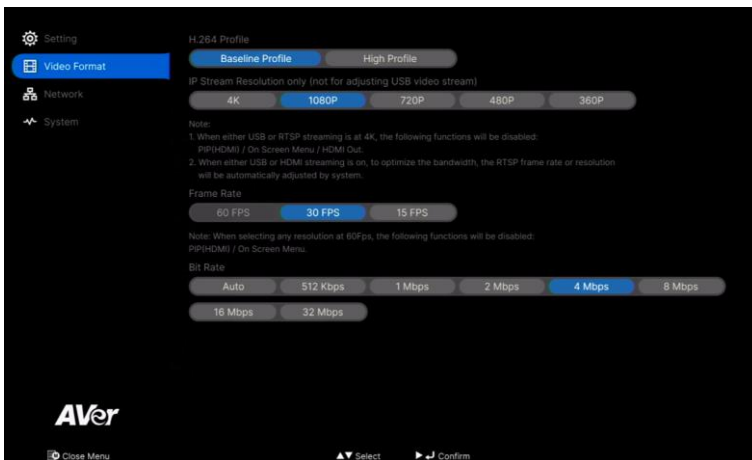 Setting
Video Format
Network
System
H.264 Profile
Baseline Profile High Profile
IP Stream Resolution only (not for adjusting USB video stream)
4K 1080P 720P 480P 360P
Note:
1. When either USB or RTSP streaming is at 4K, the following functions will be disabled:
PIP(HDMI) / On Screen Menu / HDMI Out.
2. When either USB or HDMI streaming is on, to optimize the bandwidth, the RTSP frame rate or resolution
will be automatically adjusted by system.
Frame Rate
60 FPS 30 FPS 15 FPS
Note: When selecting any resolution at 60Fps, the following functions will be disabled:
PIP(HDMI) / On Screen Menu.
Bit Rate
Auto 512 Kbps 1 Mbps 2 Mbps 4 Mbps 8 Mbps
16 Mbps 32 Mbps
AVer
Close Menu ▲▼ Select ▶ ↵ Confirm